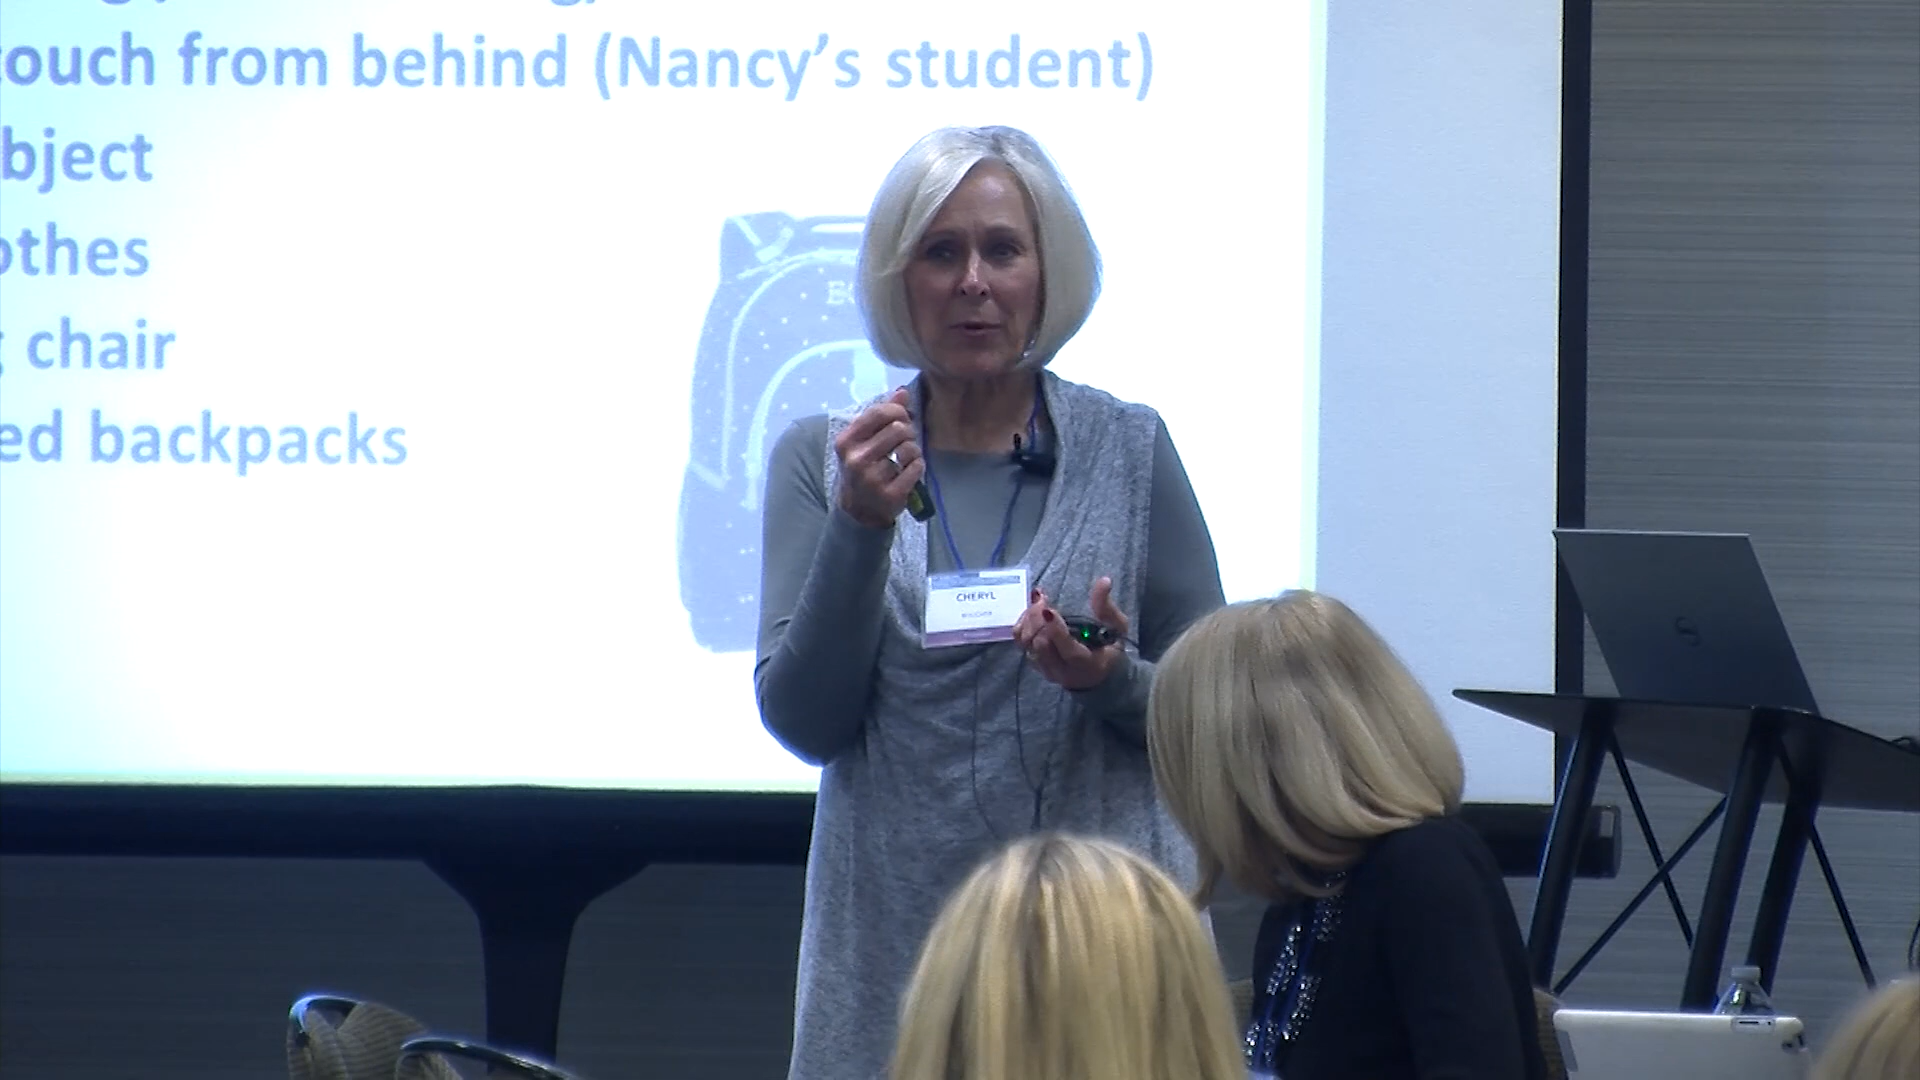 touch from behind (Nancy’s student)
bject
othes
g chair
ed backpacks
CHERYL